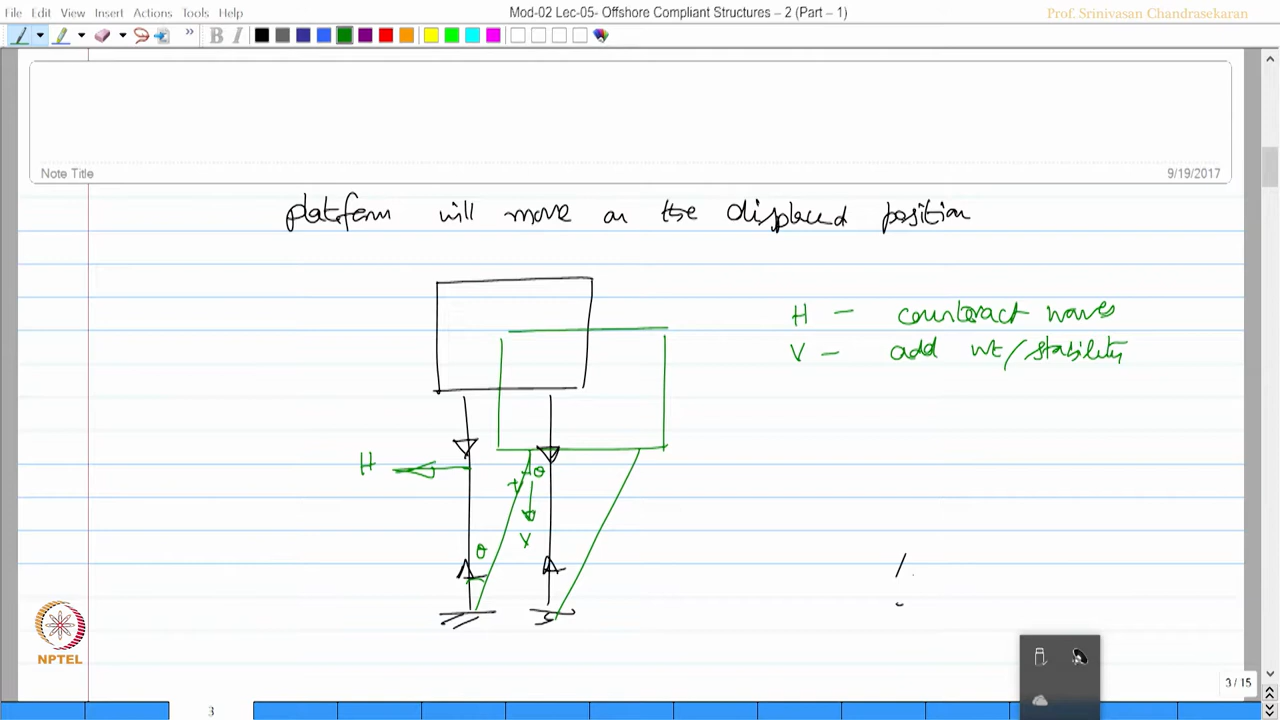 File Edit View Insert Actions Tools Help
Mod-02 Lec-05- Offshore Compliant Structures – 2 (Part – 1)
Prof. Srinivasan Chandrasekaran
B I
Note Title
9/19/2017
platform will move on the displaced position
H – counteract waves
V – add wt/stability
H
θ
V
θ
NPTEL
3 / 15
3